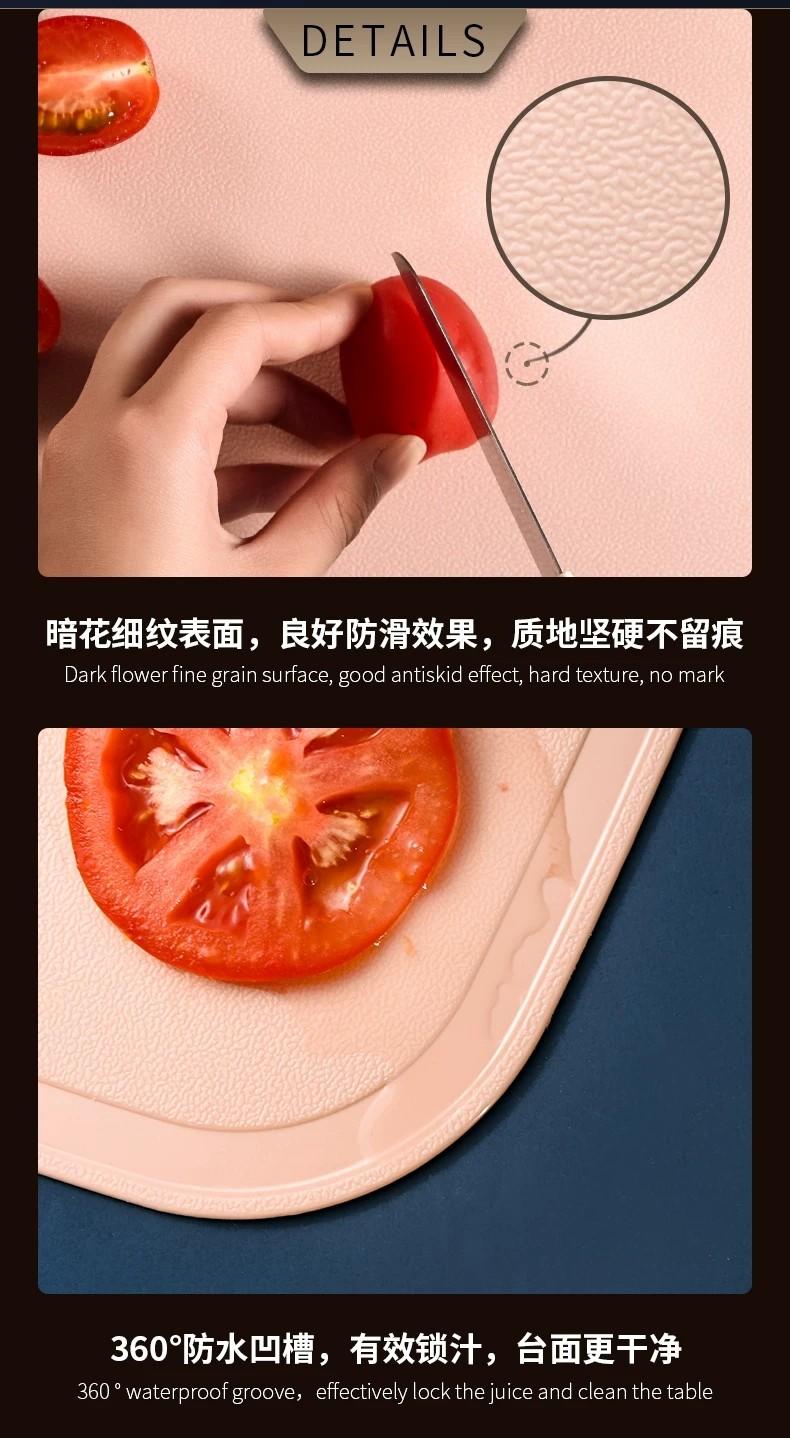 DETAILS
暗花细纹表面，良好防滑效果，质地坚硬不留痕
Dark flower fine grain surface, good antiskid effect, hard texture, no mark
360°防水凹槽，有效锁汁，台面更干净
360 ° waterproof groove，effectively lock the juice and clean the table